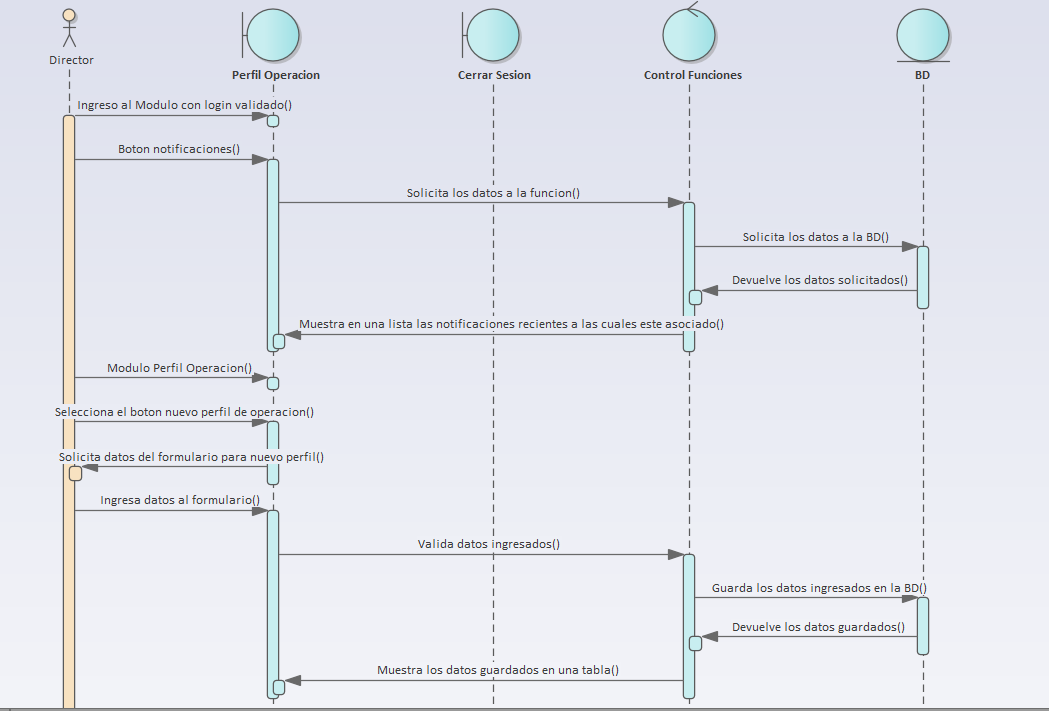 Director
Perfil Operacion
Cerrar Sesion
Control Funciones
BD
Ingreso al Modulo con login validado()
Boton notificaciones()
Solicita los datos a la funcion()
Solicita los datos a la BD()
Devuelve los datos solicitados()
Muestra en una lista las notificaciones recientes a las cuales este asociado()
Modulo Perfil Operacion()
Selecciona el boton nuevo perfil de operacion()
Solicita datos del formulario para nuevo perfil()
Ingresa datos al formulario()
Valida datos ingresados()
Guarda los datos ingresados en la BD()
Devuelve los datos guardados()
Muestra los datos guardados en una tabla()